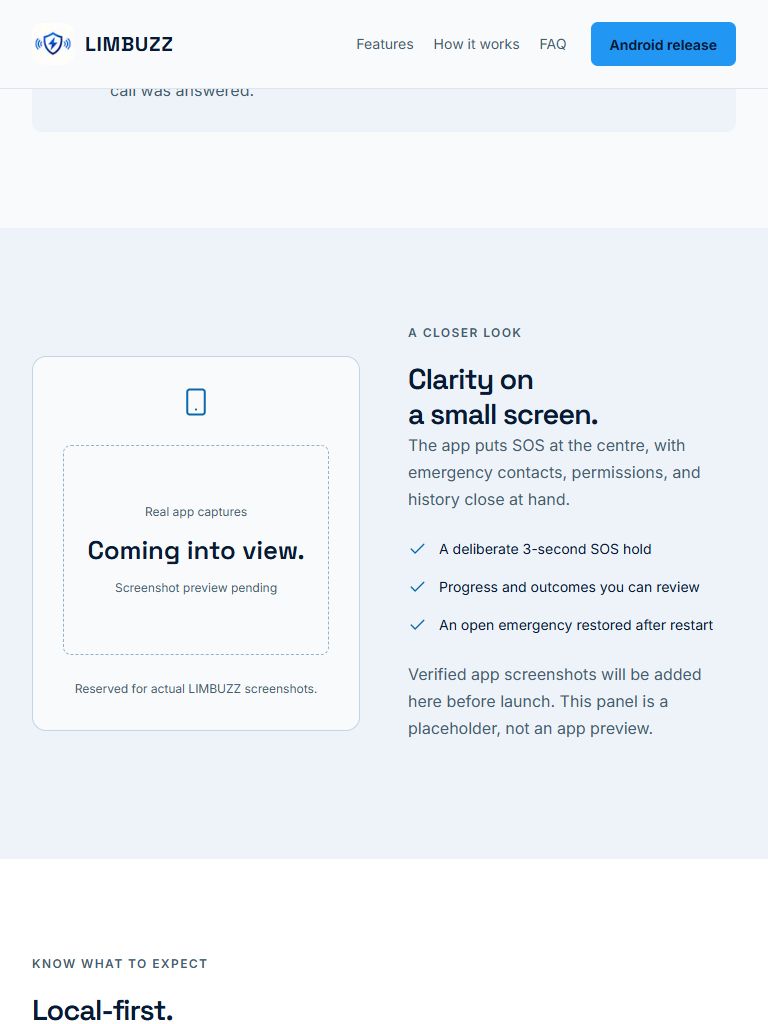 LIMBUZZ
Features
How it works
FAQ
Android release
call was answered.
Real app captures
Coming into view.
Screenshot preview pending
Reserved for actual LIMBUZZ screenshots.
A CLOSER LOOK
Clarity on
a small screen.
The app puts SOS at the centre, with
emergency contacts, permissions, and
history close at hand.
A deliberate 3-second SOS hold
Progress and outcomes you can review
An open emergency restored after restart
Verified app screenshots will be added
here before launch. This panel is a
placeholder, not an app preview.
KNOW WHAT TO EXPECT
Local-first.